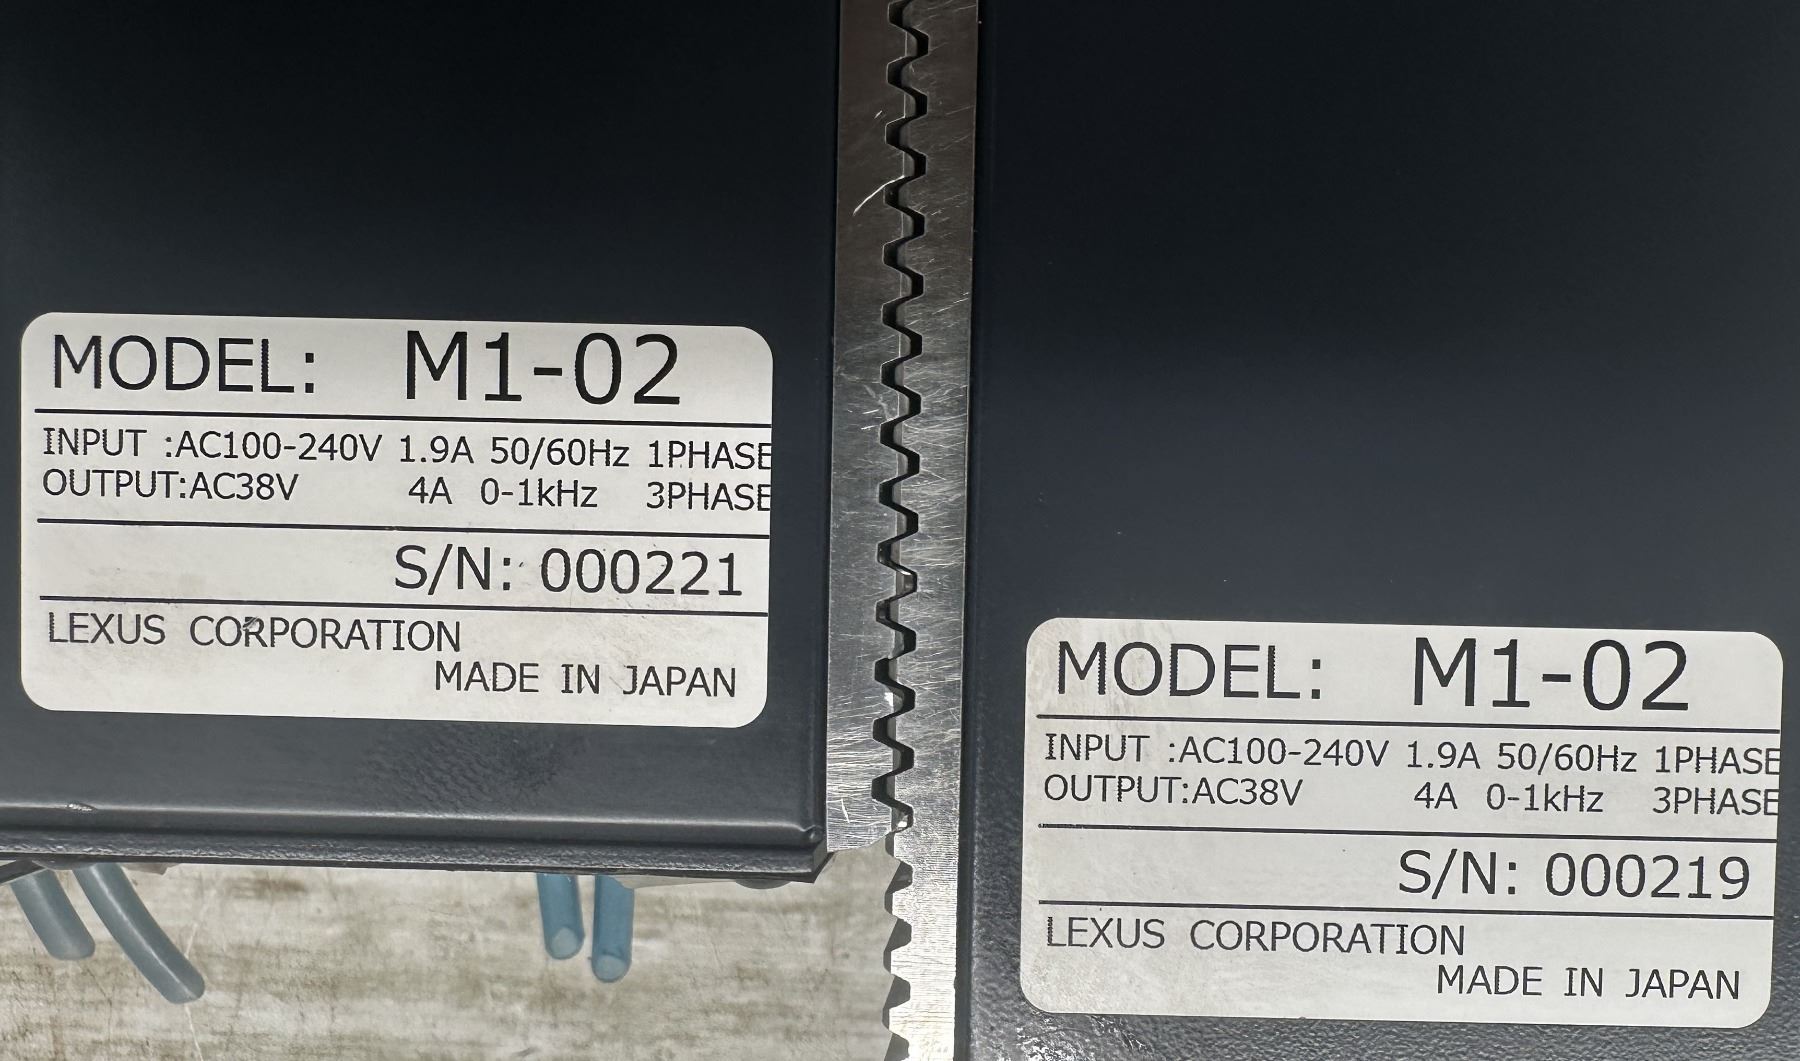 MODEL: M1-02
INPUT :AC100-240V 1.9A 50/60Hz 1PHASE
OUTPUT:AC38V 4A 0-1kHz 3PHASE
S/N: 000221
LEXUS CORPORATION
MADE IN JAPAN
MODEL: M1-02
INPUT :AC100-240V 1.9A 50/60Hz 1PHASE
OUTPUT:AC38V 4A 0-1kHz 3PHASE
S/N: 000219
LEXUS CORPORATION
MADE IN JAPAN